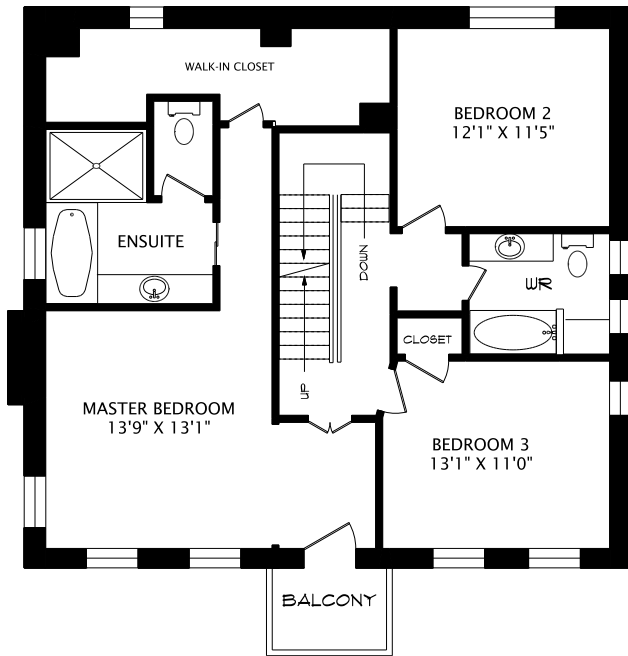 WALK-IN CLOSET
BEDROOM 2
12'1" X 11'5"
ENSUITE
DOWN
WR
CLOSET
UP
MASTER BEDROOM
13'9" X 13'1"
BEDROOM 3
13'1" X 11'0"
BALCONY